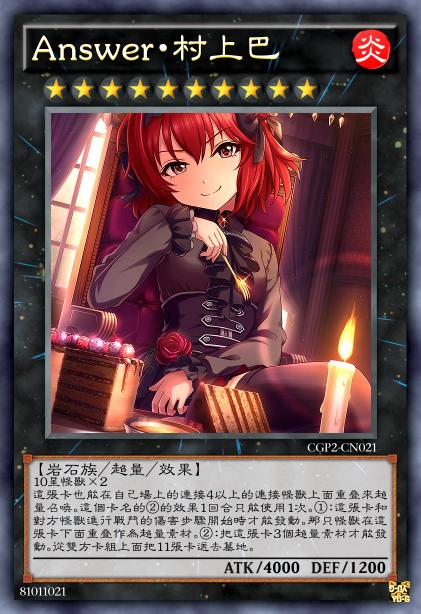 Answer・村上巴
炎
CGP2-CN021
【岩石族/超量/效果】
10星怪獸×2
這張卡也能在自己場上的連接4以上的連接怪獸上面重疊來超
量召喚。這個卡名的②的效果1回合只能使用1次。①:這張卡和
對方怪獸進行戰鬥的傷害步驟開始時才能發動。那只怪獸在這
張卡下面重疊作為超量素材。②:把這張卡3個超量素材才能發
動。從雙方卡組上面把11張卡送去墓地。
ATK/4000 DEF/1200
81011021